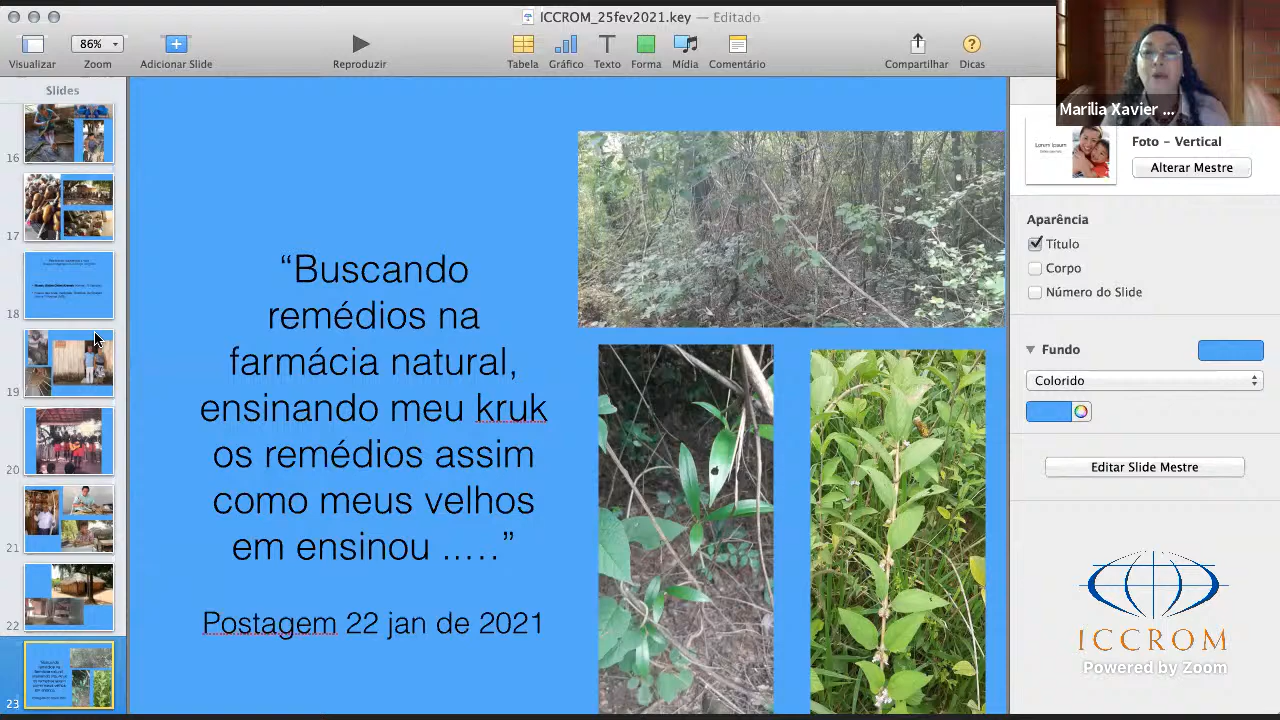 ICCROM_25fev2021.key — Editado
86%
Visualizar
Zoom
Adicionar Slide
Reproduzir
Tabela
Gráfico
Texto
Forma
Mídia
Comentário
Compartilhar
Dicas
Marilia Xavier ...
Slides
16
17
18
19
20
21
22
23
“Buscando
remédios na
farmácia natural,
ensinando meu kruk
os remédios assim
como meus velhos
em ensinou .....”
Postagem 22 jan de 2021
Lorem Ipsum
Foto – Vertical
Alterar Mestre
Aparência
Título
Corpo
Número do Slide
Fundo
Colorido
Editar Slide Mestre
ICCROM
Powered by Zoom